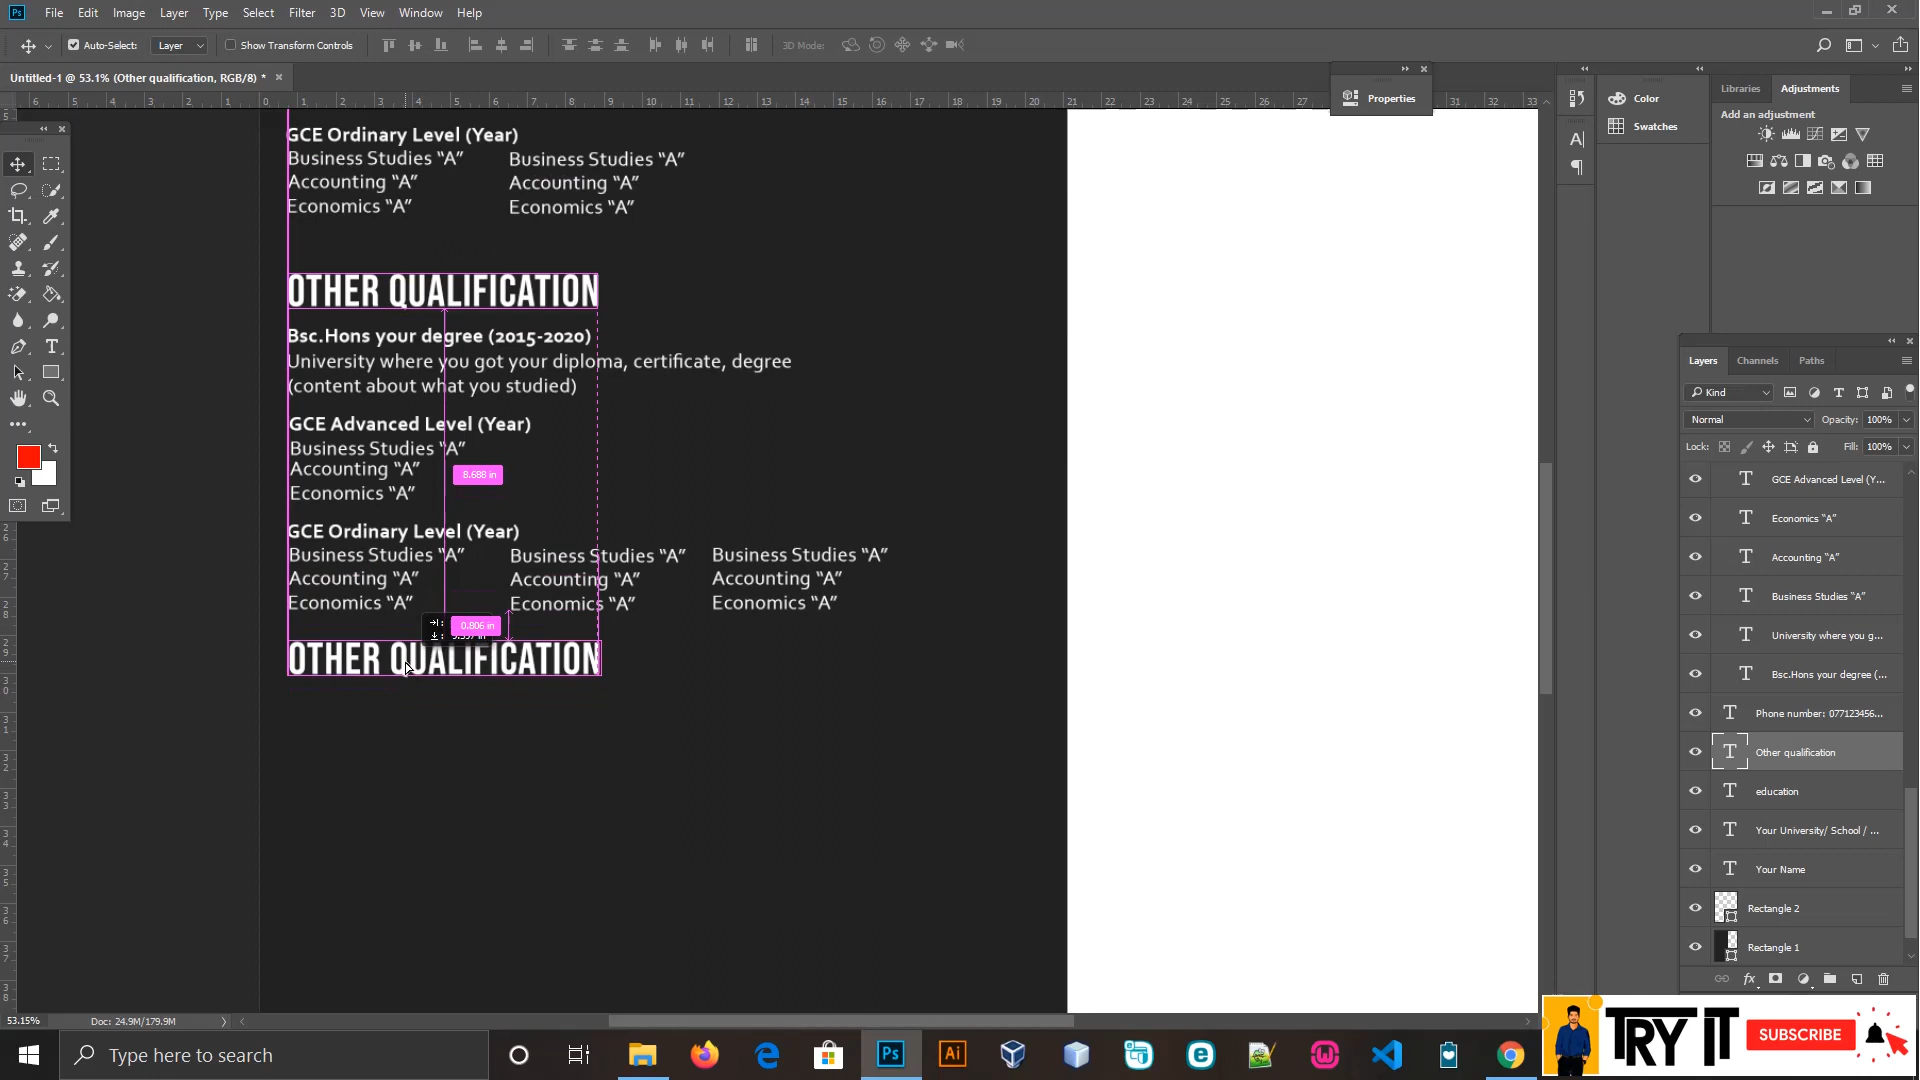 Ps File Edit Image Layer Type Select Filter 3D View Window Help
Auto-Select: Layer Show Transform Controls 3D Mode:
Untitled-1 @ 53.1% (Other qualification, RGB/8) *
Properties
Color
Swatches
Libraries Adjustments
Add an adjustment
GCE Ordinary Level (Year)
Business Studies “A” Business Studies “A”
Accounting “A” Accounting “A”
Economics “A” Economics “A”
OTHER QUALIFICATION
Bsc.Hons your degree (2015-2020)
University where you got your diploma, certificate, degree
(content about what you studied)
GCE Advanced Level (Year)
Business Studies “A”
Accounting “A”
Economics “A”
8.688 in
GCE Ordinary Level (Year)
Business Studies “A” Business Studies “A” Business Studies “A”
Accounting “A” Accounting “A” Accounting “A”
Economics “A” Economics “A” Economics “A”
0.806 in
OTHER QUALIFICATION
Layers Channels Paths
Kind
Normal Opacity: 100%
Lock: Fill: 100%
GCE Advanced Level (Y...
Economics “A”
Accounting “A”
Business Studies “A”
University where you g...
Bsc.Hons your degree (...
Phone number: 077123456...
Other qualification
education
Your University/ School / ...
Your Name
Rectangle 2
Rectangle 1
53.15% Doc: 24.9M/179.9M
Type here to search
TRY IT SUBSCRIBE